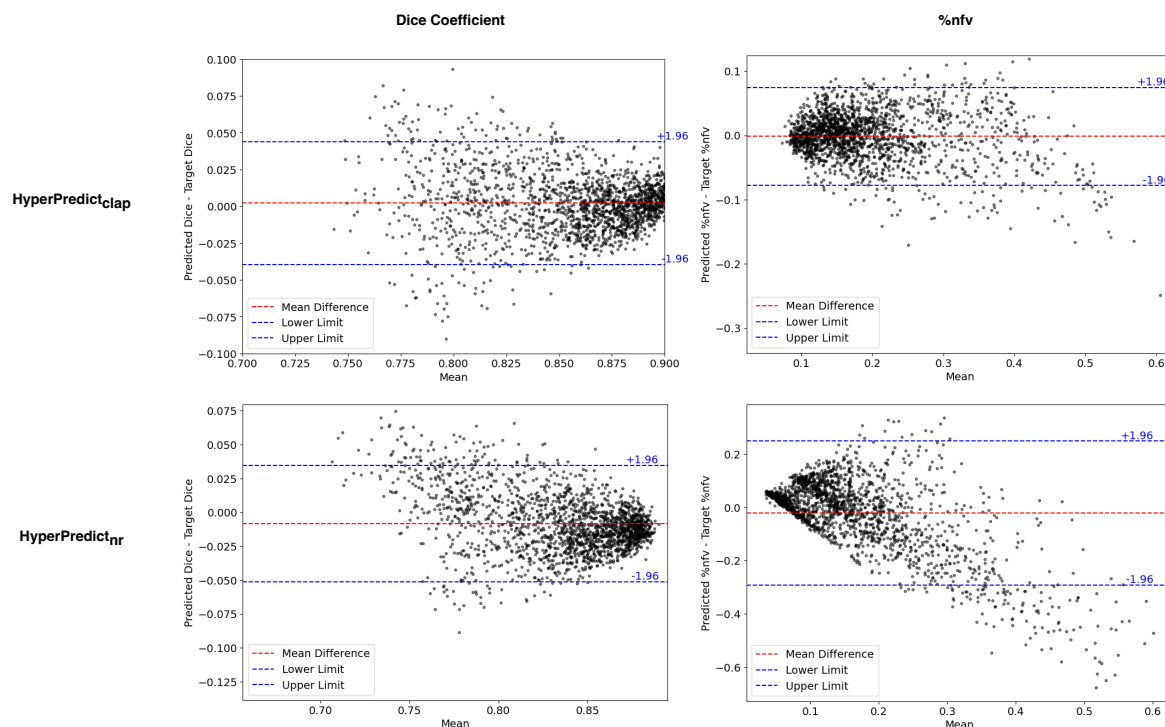 Dice Coefficient
%nfv
HyperPredictclap
Predicted Dice - Target Dice
0.100
0.075
0.050
0.025
0.000
−0.025
−0.050
−0.075
−0.100
+1.96
-1.96
Mean Difference
Lower Limit
Upper Limit
0.700 0.725 0.750 0.775 0.800 0.825 0.850 0.875 0.900
Mean
Predicted %nfv - Target %nfv
0.1
0.0
−0.1
−0.2
−0.3
+1.96
-1.96
Mean Difference
Lower Limit
Upper Limit
0.1 0.2 0.3 0.4 0.5 0.6
Mean
HyperPredictnr
Predicted Dice - Target Dice
0.075
0.050
0.025
0.000
−0.025
−0.050
−0.075
−0.100
−0.125
+1.96
-1.96
Mean Difference
Lower Limit
Upper Limit
0.70 0.75 0.80 0.85
Mean
Predicted %nfv - Target %nfv
0.2
0.0
−0.2
−0.4
−0.6
+1.96
-1.96
Mean Difference
Lower Limit
Upper Limit
0.1 0.2 0.3 0.4 0.5 0.6
Mean